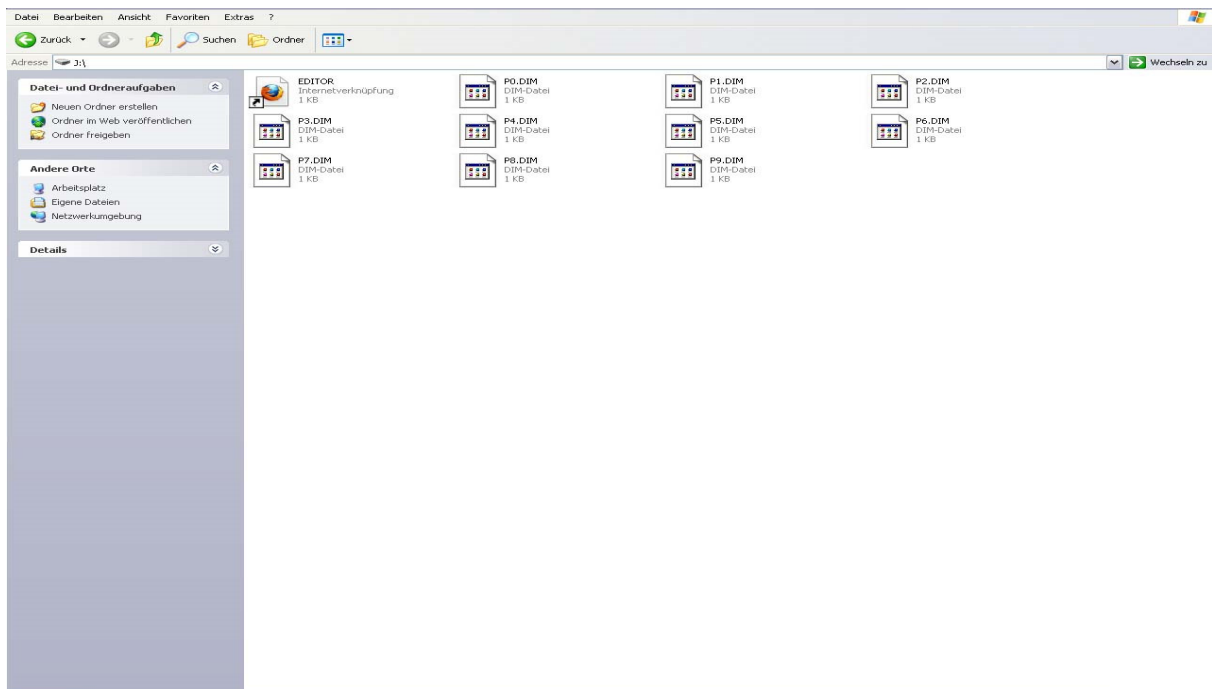 Datei Bearbeiten Ansicht Favoriten Extras ?
Zurück Suchen Ordner
Adresse J:\ Wechseln zu
Datei- und Ordneraufgaben
Neuen Ordner erstellen
Ordner im Web veröffentlichen
Ordner freigeben
Andere Orte
Arbeitsplatz
Eigene Dateien
Netzwerkumgebung
Details
EDITOR
Internetverknüpfung
1 KB
P0.DIM
DIM-Datei
1 KB
P1.DIM
DIM-Datei
1 KB
P2.DIM
DIM-Datei
1 KB
P3.DIM
DIM-Datei
1 KB
P4.DIM
DIM-Datei
1 KB
P5.DIM
DIM-Datei
1 KB
P6.DIM
DIM-Datei
1 KB
P7.DIM
DIM-Datei
1 KB
P8.DIM
DIM-Datei
1 KB
P9.DIM
DIM-Datei
1 KB